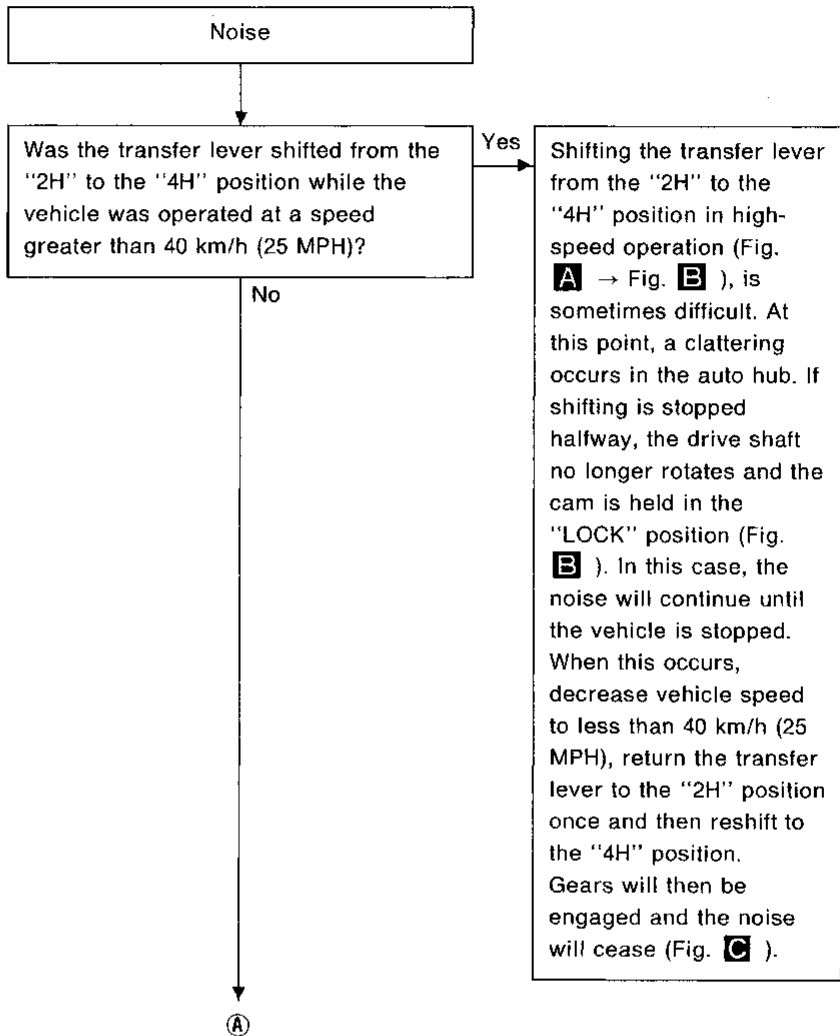 Noise
Was the transfer lever shifted from the
"2H" to the "4H" position while the
vehicle was operated at a speed
greater than 40 km/h (25 MPH)?
Yes
Shifting the transfer lever
from the "2H" to the
"4H" position in high-
speed operation (Fig.
A → Fig. B ), is
sometimes difficult. At
this point, a clattering
occurs in the auto hub. If
shifting is stopped
halfway, the drive shaft
no longer rotates and the
cam is held in the
"LOCK" position (Fig.
B ). In this case, the
noise will continue until
the vehicle is stopped.
When this occurs,
decrease vehicle speed
to less than 40 km/h (25
MPH), return the transfer
lever to the "2H" position
once and then reshift to
the "4H" position.
Gears will then be
engaged and the noise
will cease (Fig. C ).
No
Ⓐ